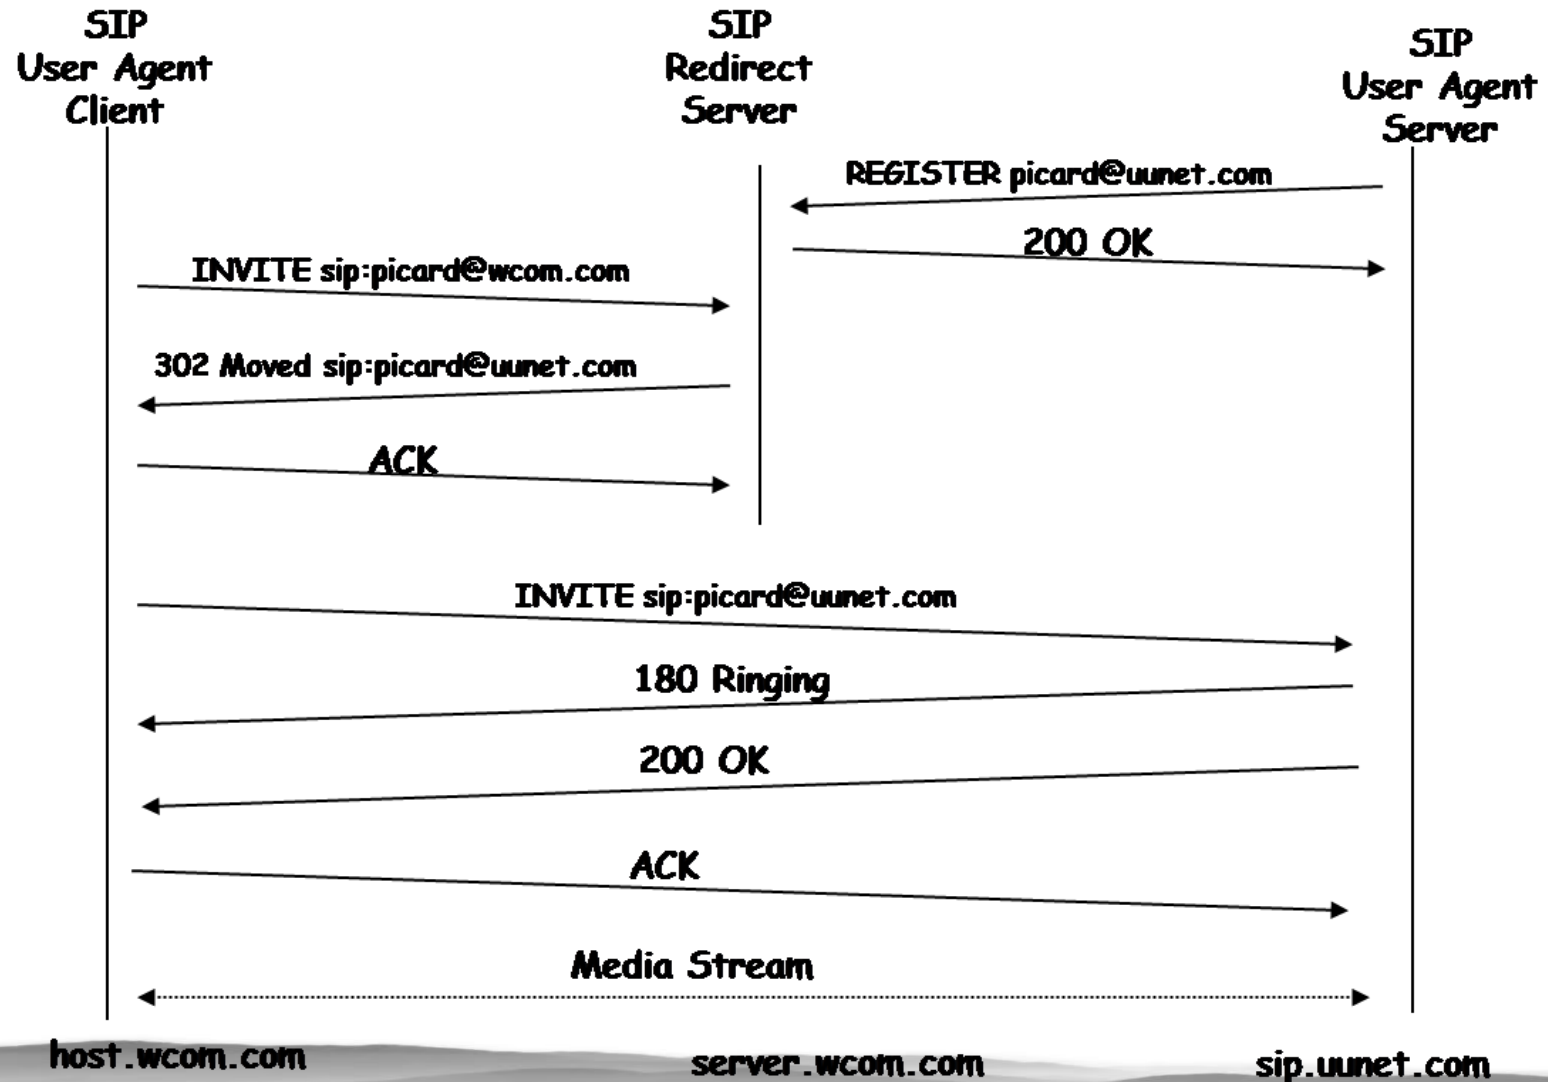 SIP
User Agent
Client
SIP
Redirect
Server
SIP
User Agent
Server
REGISTER picard@uunet.com
200 OK
INVITE sip:picard@wcom.com
302 Moved sip:picard@uunet.com
ACK
INVITE sip:picard@uunet.com
180 Ringing
200 OK
ACK
Media Stream
host.wcom.com
server.wcom.com
sip.uunet.com